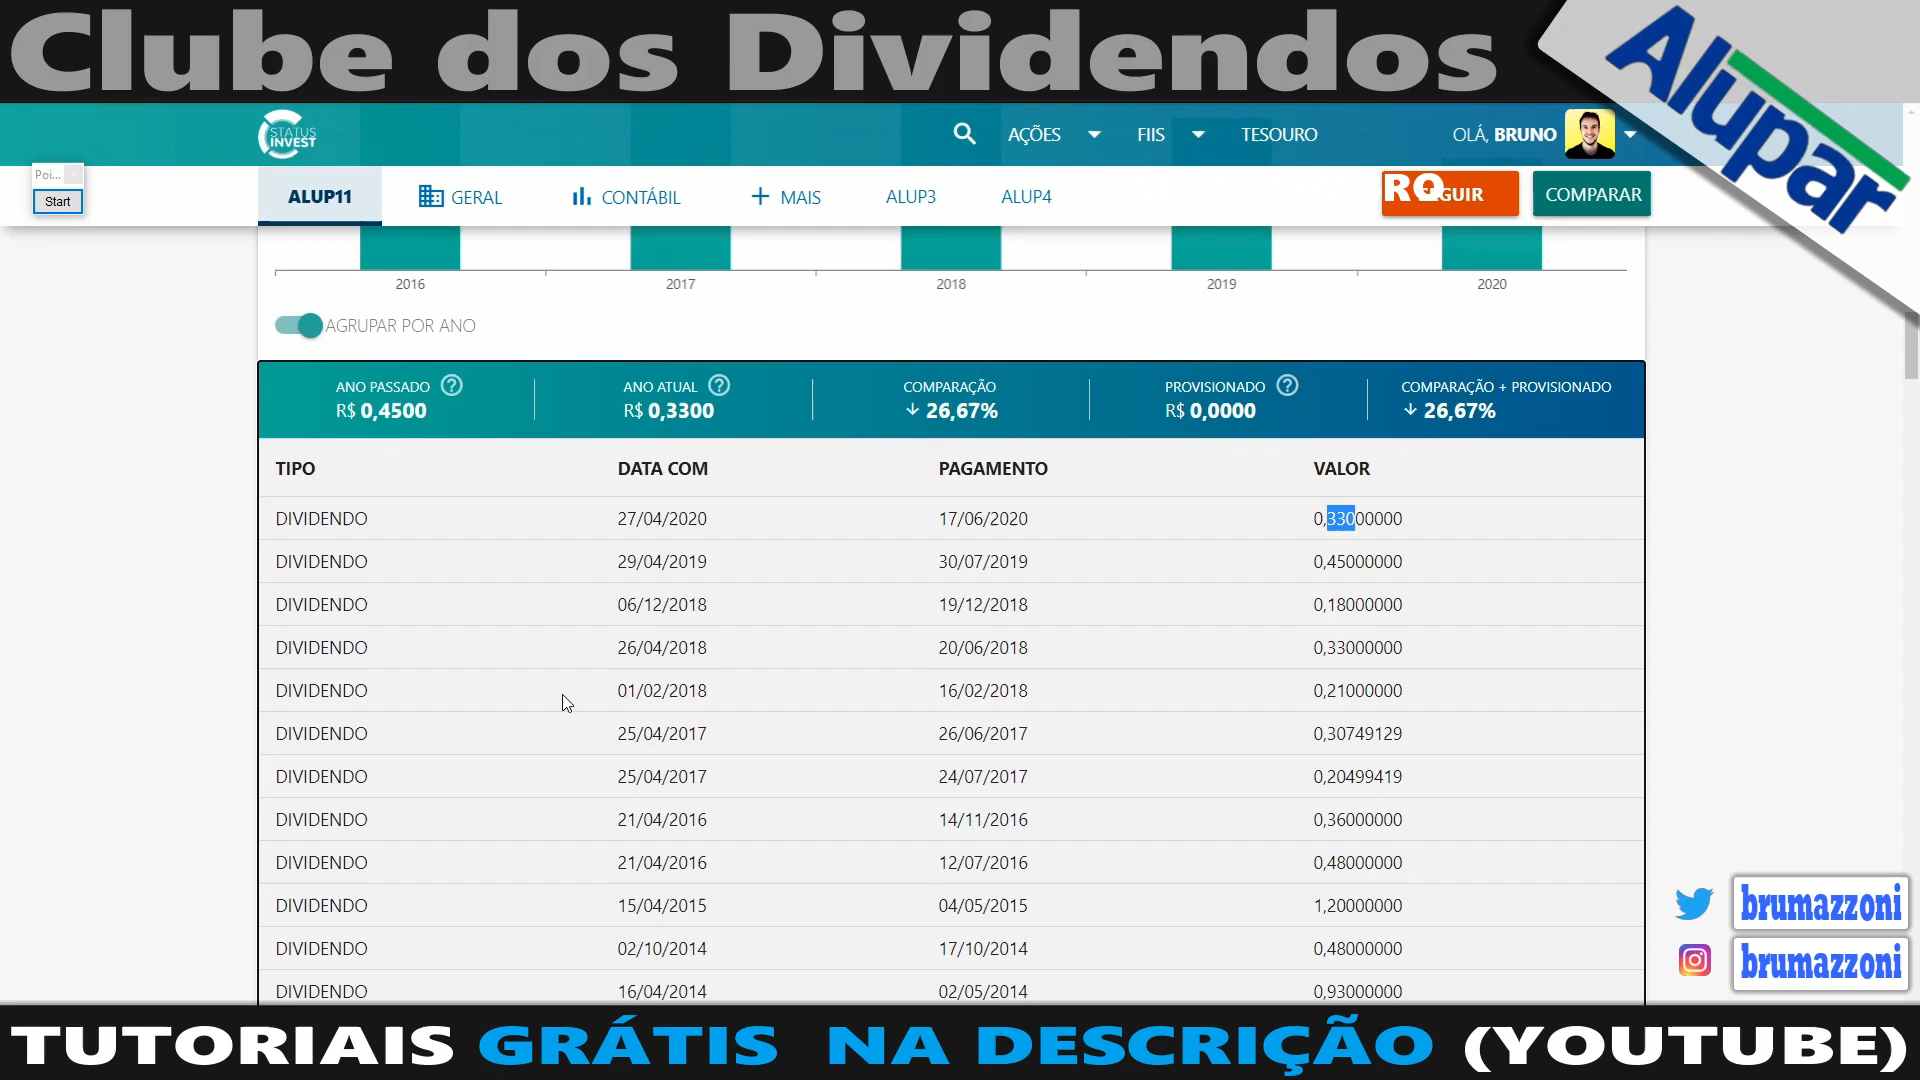 Clube dos Dividendos
Alupar
STATUS
INVEST
AÇÕES
FIIS
TESOURO
OLÁ, BRUNO
Poi...
Start
ALUP11
GERAL
CONTÁBIL
MAIS
ALUP3
ALUP4
RO
GUIR
COMPARAR
2016 2017 2018 2019 2020
AGRUPAR POR ANO
ANO PASSADO ? ANO ATUAL ? COMPARAÇÃO PROVISIONADO ? COMPARAÇÃO + PROVISIONADO
R$ 0,4500 R$ 0,3300 ↓ 26,67% R$ 0,0000 ↓ 26,67%
TIPO DATA COM PAGAMENTO VALOR
DIVIDENDO 27/04/2020 17/06/2020 0,33000000
DIVIDENDO 29/04/2019 30/07/2019 0,45000000
DIVIDENDO 06/12/2018 19/12/2018 0,18000000
DIVIDENDO 26/04/2018 20/06/2018 0,33000000
DIVIDENDO 01/02/2018 16/02/2018 0,21000000
DIVIDENDO 25/04/2017 26/06/2017 0,30749129
DIVIDENDO 25/04/2017 24/07/2017 0,20499419
DIVIDENDO 21/04/2016 14/11/2016 0,36000000
DIVIDENDO 21/04/2016 12/07/2016 0,48000000
DIVIDENDO 15/04/2015 04/05/2015 1,20000000
DIVIDENDO 02/10/2014 17/10/2014 0,48000000
DIVIDENDO 16/04/2014 02/05/2014 0,93000000
brumazzoni
brumazzoni
TUTORIAIS GRÁTIS NA DESCRIÇÃO (YOUTUBE)